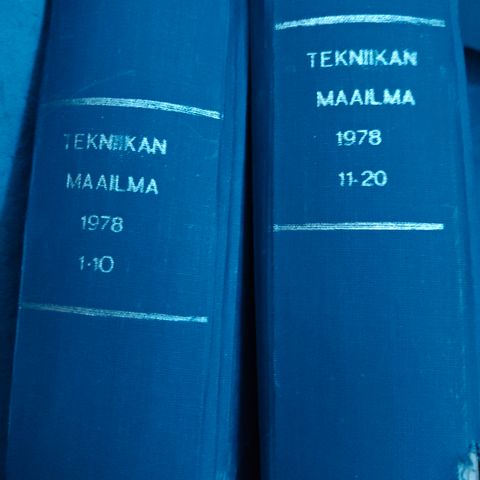 TEKNIIKAN
MAAILMA
1978
1-10
TEKNIIKAN
MAAILMA
1978
11-20